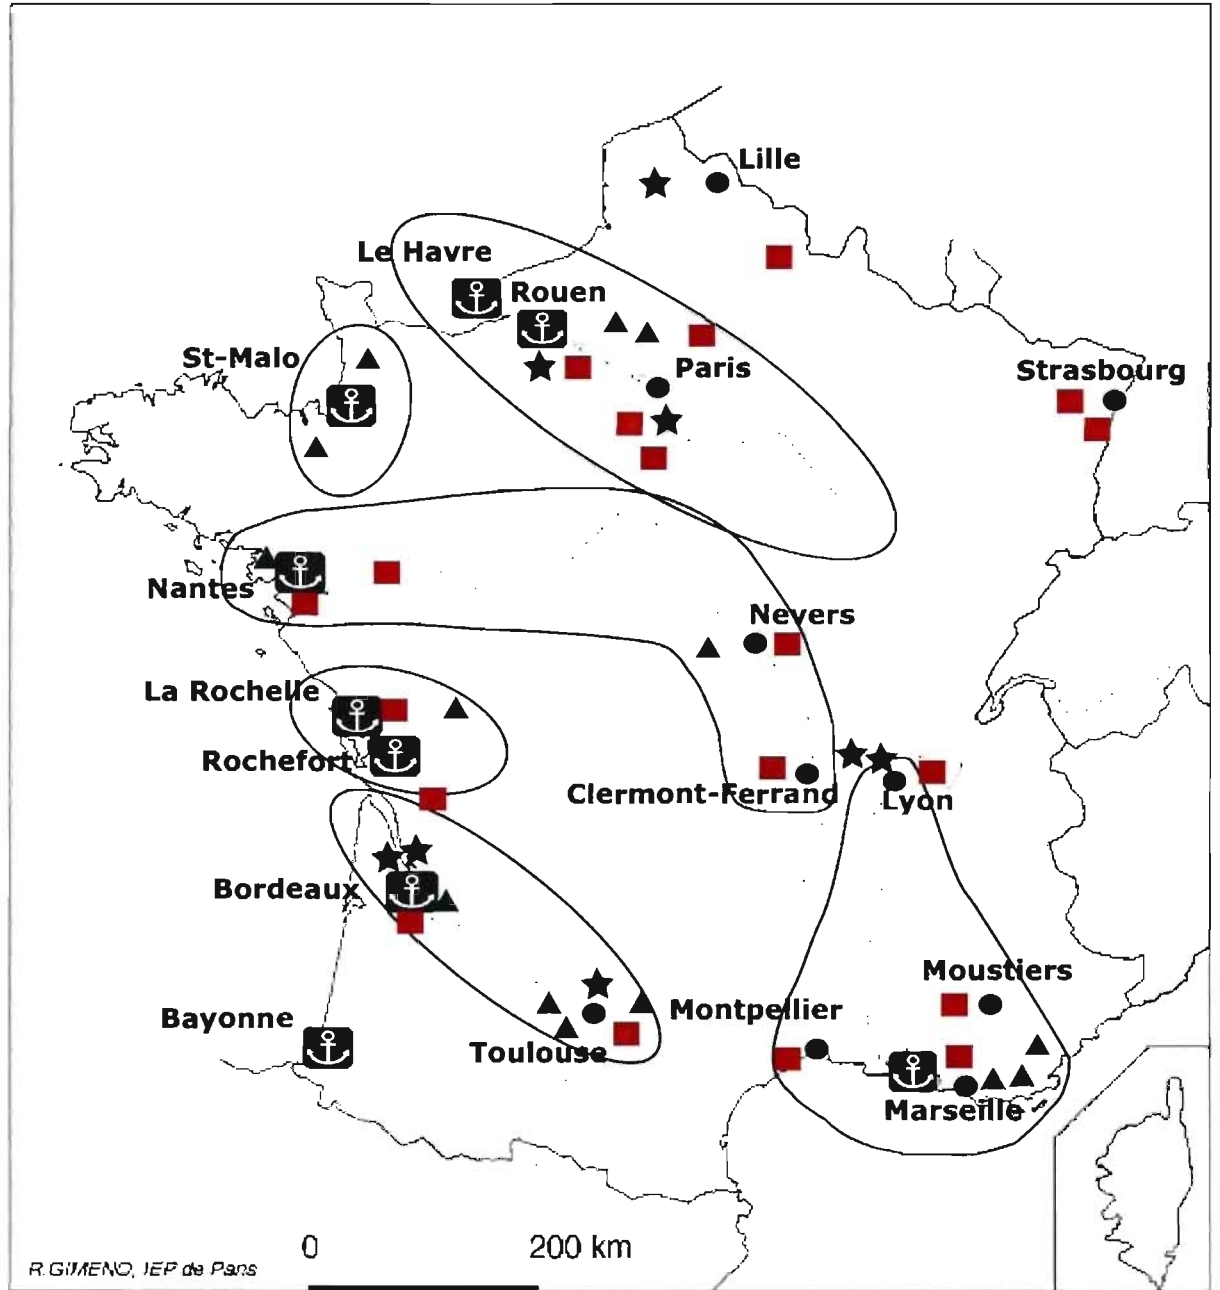 Lille
Le Havre
Rouen
St-Malo
Paris
Strasbourg
Nantes
Nevers
La Rochelle
Rochefort
Clermont-Ferrand
Lyon
Bordeaux
Moustiers
Montpellier
Bayonne
Toulouse
Marseille
0 200 km
R.GIMENO, IEP de Paris